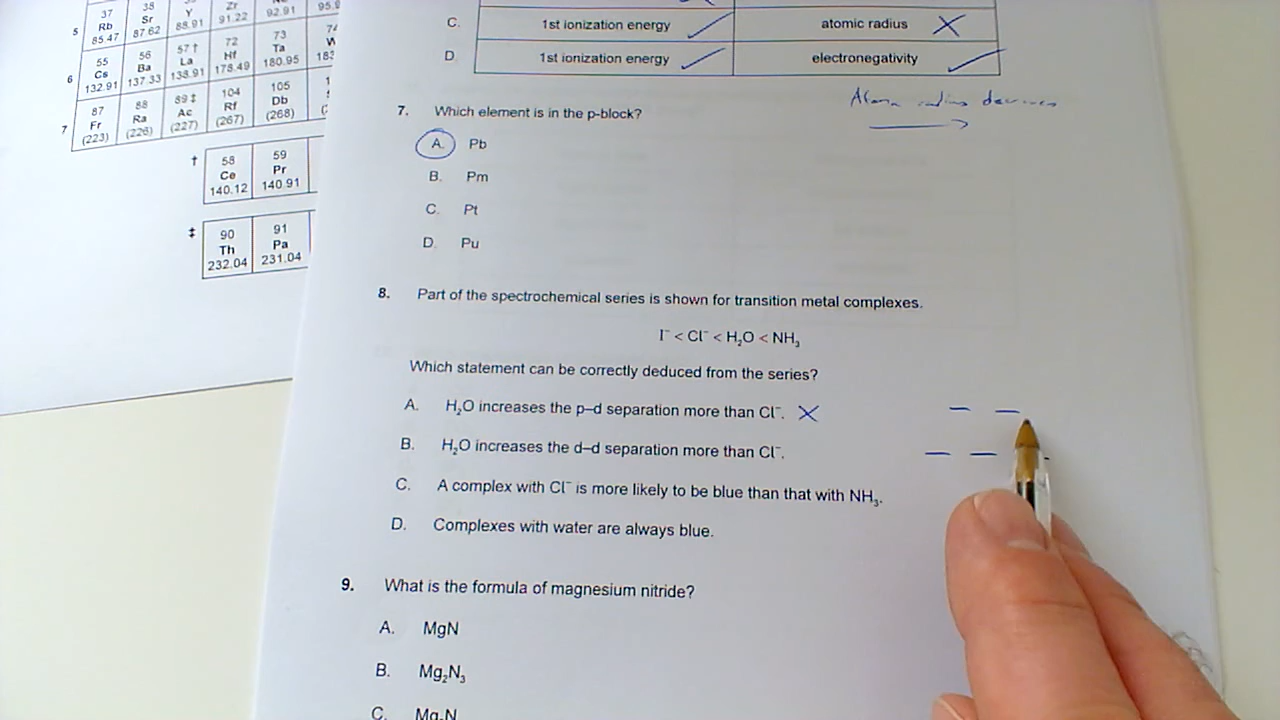 37 38 Y Zr 92.91
5 Rb Sr 88.91 91.22
85.47 87.62
55 56 57 † 72 73 74
6 Cs Ba La Hf Ta W
132.91 137.33 138.91 178.49 180.95
87 88 89 ‡ 104 105
7 Fr Ra Ac Rf Db
(223) (226) (227) (267) (268)
† 58 59
Ce Pr
140.12 140.91
‡ 90 91
Th Pa
232.04 231.04
C. 1st ionization energy atomic radius
D. 1st ionization energy electronegativity
radius
7. Which element is in the p-block?
A. Pb
B. Pm
C. Pt
D. Pu
8. Part of the spectrochemical series is shown for transition metal complexes.
I⁻ < Cl⁻ < H₂O < NH₃
Which statement can be correctly deduced from the series?
A. H₂O increases the p–d separation more than Cl⁻.
B. H₂O increases the d–d separation more than Cl⁻.
C. A complex with Cl⁻ is more likely to be blue than that with NH₃.
D. Complexes with water are always blue.
9. What is the formula of magnesium nitride?
A. MgN
B. Mg₂N₃
C.